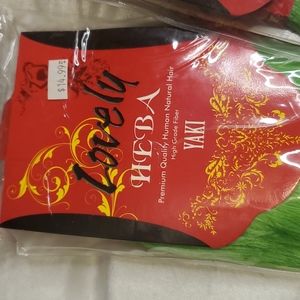 $14.99
Lovely
HEBA
Premium Quality Human Natural Hair
High Grade Fiber
YAKI